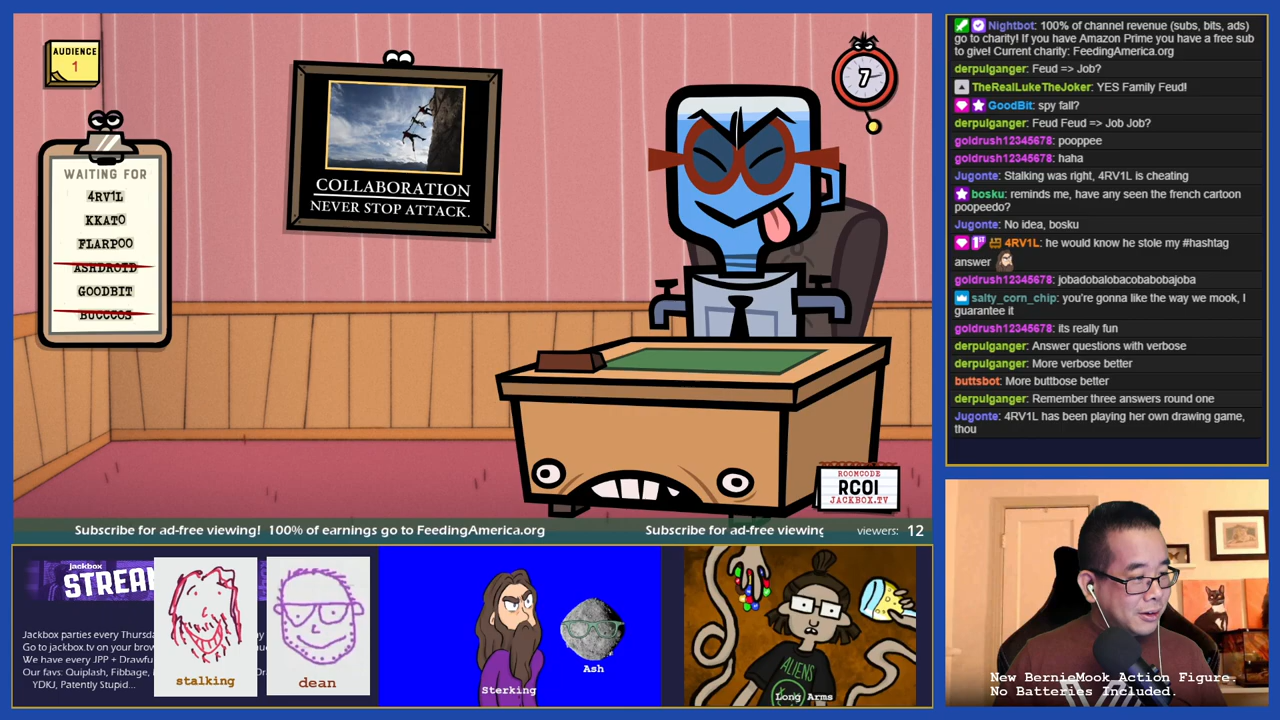 AUDIENCE
1
WAITING FOR
4RV1L
KKATO
FLARPOO
ASHDROID
GOODBIT
BUCCCOS
COLLABORATION
NEVER STOP ATTACK.
7
ROOMCODE
RCOI
JACKBOX.TV
Subscribe for ad-free viewing! 100% of earnings go to FeedingAmerica.org
Subscribe for ad-free viewing
viewers: 12
Nightbot: 100% of channel revenue (subs, bits, ads)
go to charity! If you have Amazon Prime you have a free sub
to give! Current charity: FeedingAmerica.org
derpulganger: Feud => Job?
TheRealLukeTheJoker: YES Family Feud!
GoodBit: spy fall?
derpulganger: Feud Feud => Job Job?
goldrush12345678: pooppee
goldrush12345678: haha
Jugonte: Stalking was right, 4RV1L is cheating
bosku: reminds me, have any seen the french cartoon
poopeedo?
Jugonte: No idea, bosku
4RV1L: he would know he stole my #hashtag
answer
goldrush12345678: jobadobalobacobabobajoba
salty_corn_chip: you're gonna like the way we mook, I
guarantee it
goldrush12345678: its really fun
derpulganger: Answer questions with verbose
derpulganger: More verbose better
buttsbot: More buttbose better
derpulganger: Remember three answers round one
Jugonte: 4RV1L has been playing her own drawing game,
thou
jackbox
STREAM
Jackbox parties every Thursda
Go to jackbox.tv on your brow
We have every JPP + Drawfu
Our favs: Quiplash, Fibbage,
YDKJ, Patently Stupid...
stalking
dean
Sterking
Ash
ALIENS
Long Arms
New BernieMook Action Figure.
No Batteries Included.